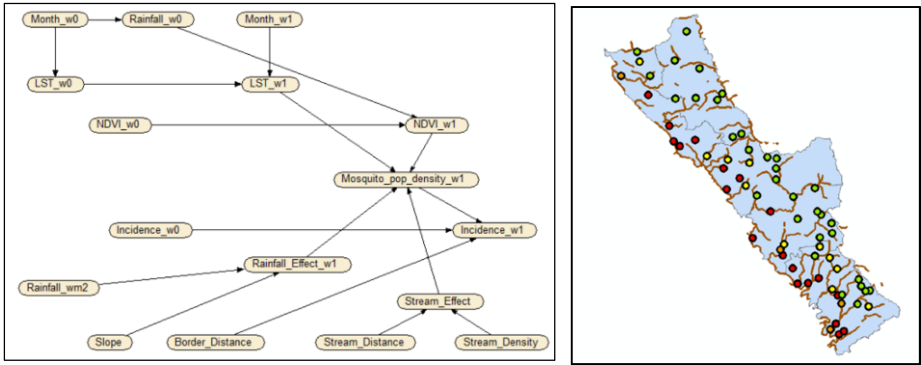 Month_w0
Rainfall_w0
Month_w1
LST_w0
LST_w1
NDVI_w0
NDVI_w1
Mosquito_pop_density_w1
Incidence_w0
Incidence_w1
Rainfall_Effect_w1
Rainfall_wm2
Stream_Effect
Slope
Border_Distance
Stream_Distance
Stream_Density